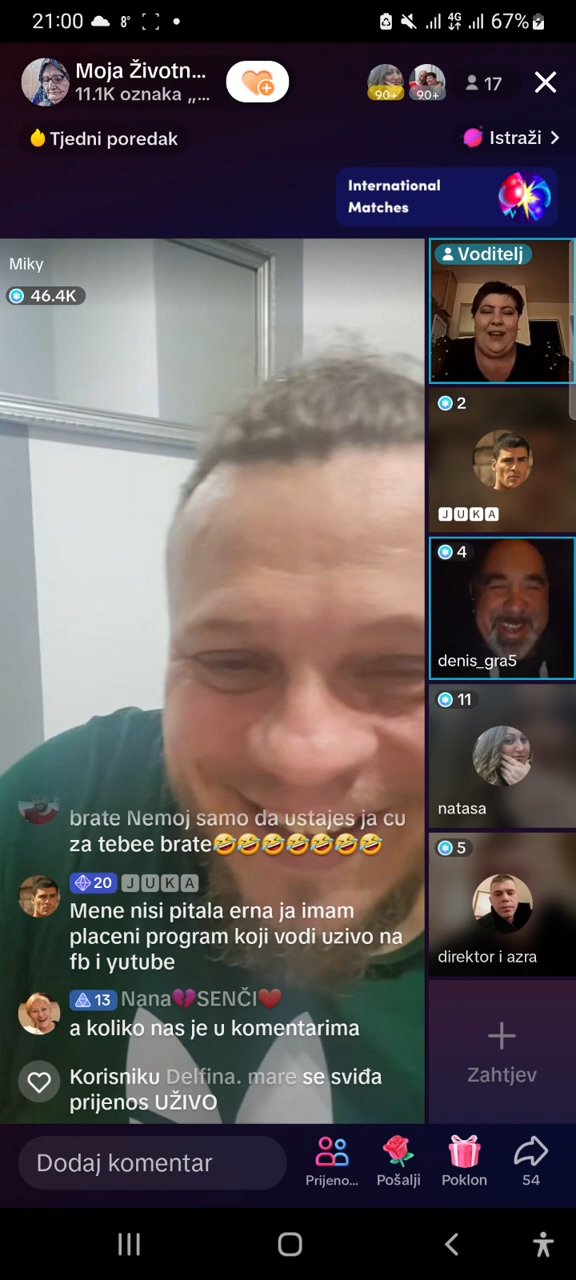 21:00 8° 4G 67%
Moja Životn...
11.1K oznaka „„...
90+ 90+ 17
Tjedni poredak
Istraži
International
Matches
Miky
46.4K
Voditelj
2
🅹🆄🅺🅰
4
denis_gra5
11
natasa
5
direktor i azra
Zahtjev
brate Nemoj samo da ustajes ja cu
za tebee brate🤣🤣🤣🤣🤣🤣🤣
20 🅹🆄🅺🅰
Mene nisi pitala erna ja imam
placeni program koji vodi uzivo na
fb i yutube
13 Nana💔SENČI❤️
a koliko nas je u komentarima
Korisniku Delfina. mare se sviđa
prijenos UŽIVO
Dodaj komentar
Prijeno...
Pošalji
Poklon
54